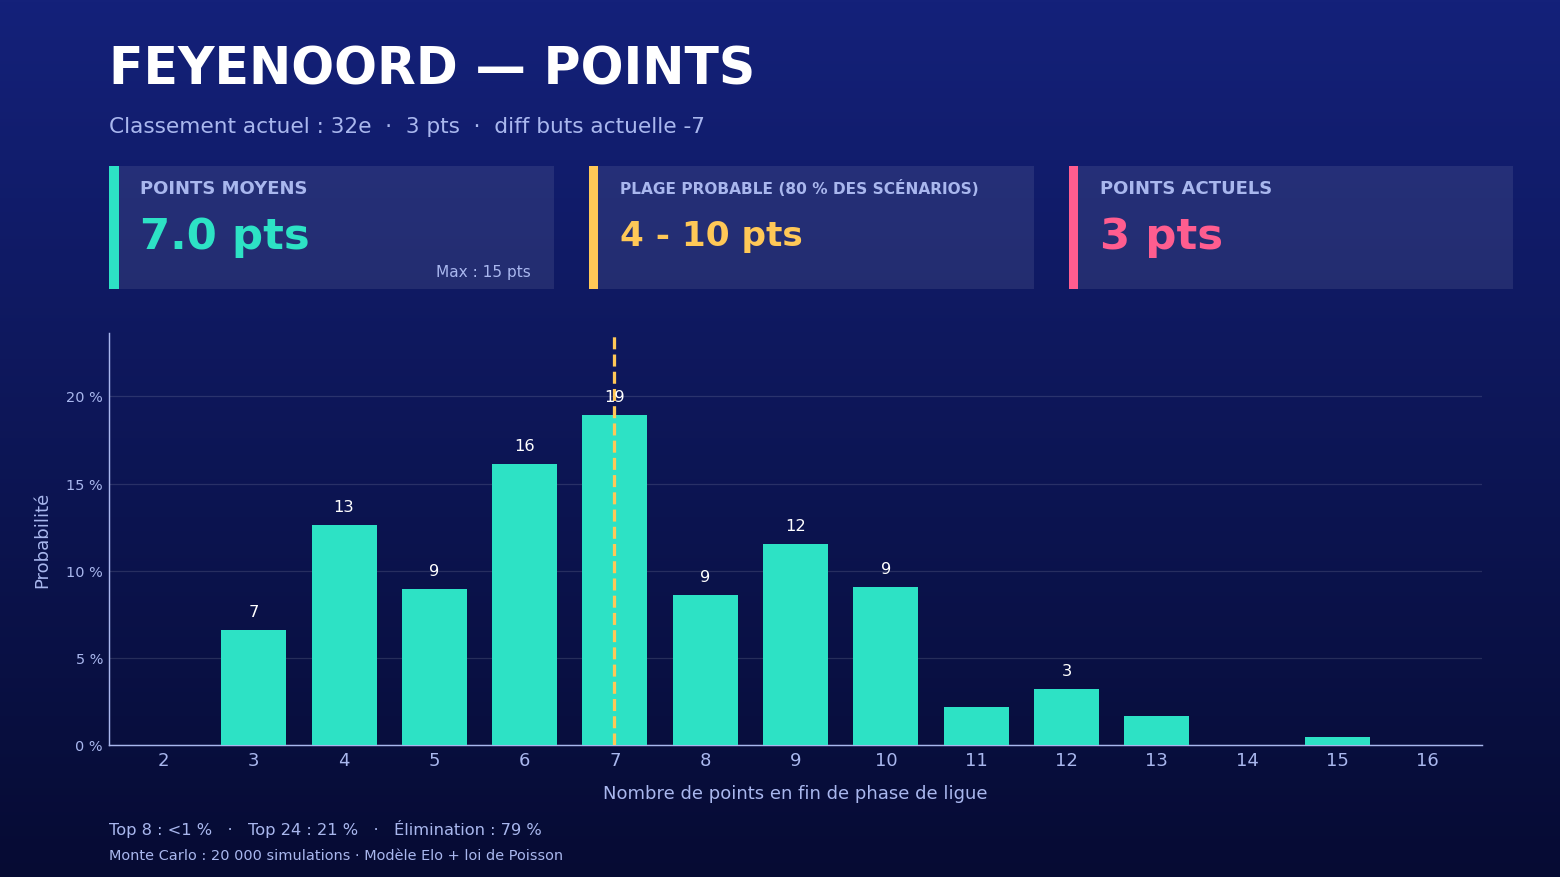 FEYENOORD — POINTS
Classement actuel : 32e · 3 pts · diff buts actuelle -7
POINTS MOYENS
7.0 pts
Max : 15 pts
PLAGE PROBABLE (80 % DES SCÉNARIOS)
4 - 10 pts
POINTS ACTUELS
3 pts
Probabilité
20 %
15 %
10 %
5 %
0 %
7
13
9
16
19
9
12
9
3
2 3 4 5 6 7 8 9 10 11 12 13 14 15 16
Nombre de points en fin de phase de ligue
Top 8 : <1 % · Top 24 : 21 % · Élimination : 79 %
Monte Carlo : 20 000 simulations · Modèle Elo + loi de Poisson